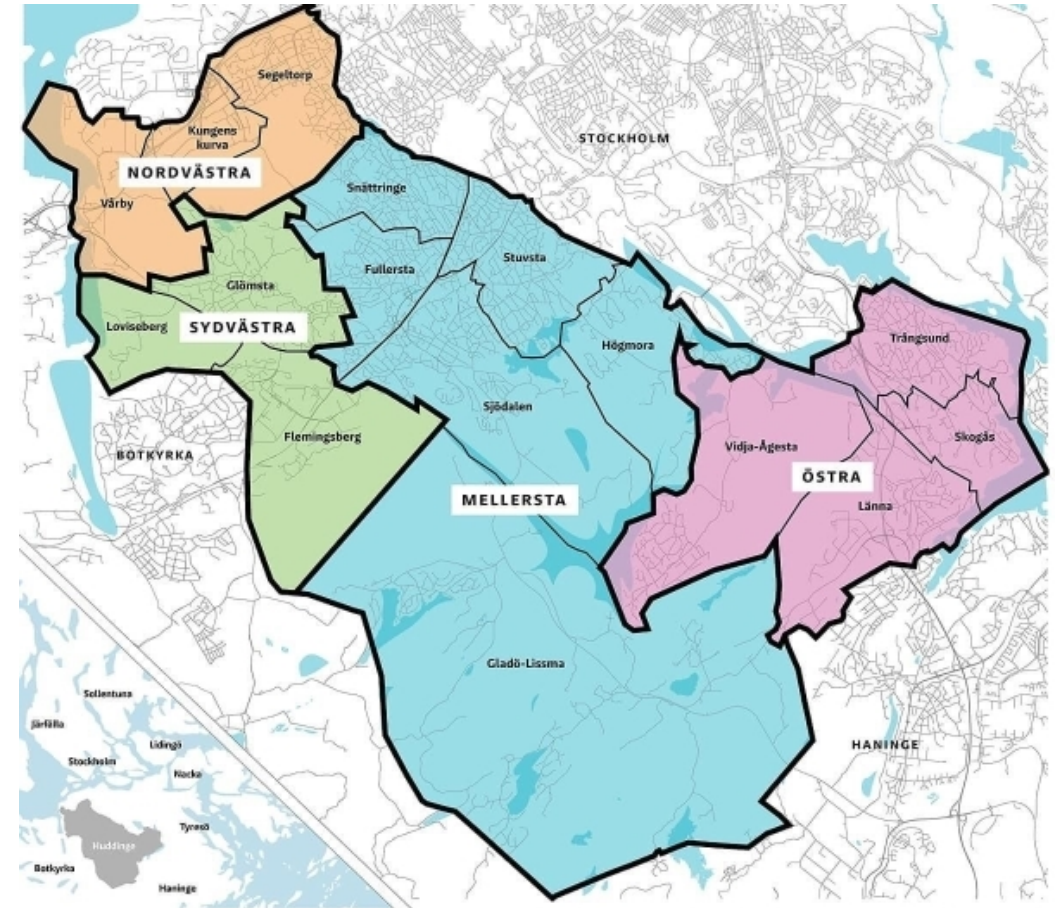 Segeltorp
Kungens
kurva
STOCKHOLM
NORDVÄSTRA
Snättringe
Vårby
Stuvsta
Fullersta
Glömsta
Loviseberg
SYDVÄSTRA
Trångsund
Högmora
Sjödalen
Flemingsberg
Skogås
Vidja-Ågesta
BOTKYRKA
ÖSTRA
MELLERSTA
Länna
Gladö-Lissma
Sollentuna
Järfälla
Lidingö
HANINGE
Stockholm
Nacka
Tyresö
Huddinge
Botkyrka
Haninge